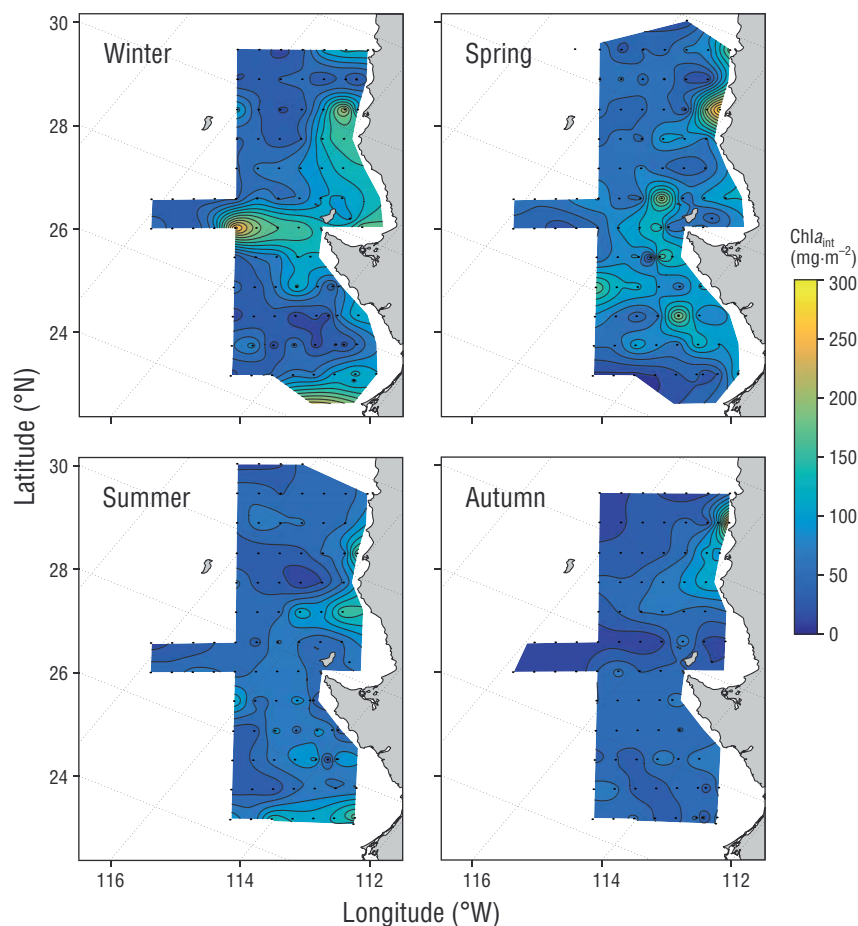 30
28
26
24
Winter
Spring
Chla_int
(mg·m⁻²)
300
250
200
150
100
50
0
Latitude (°N)
30
28
26
24
Summer
Autumn
116
114
112
116
114
112
Longitude (°W)